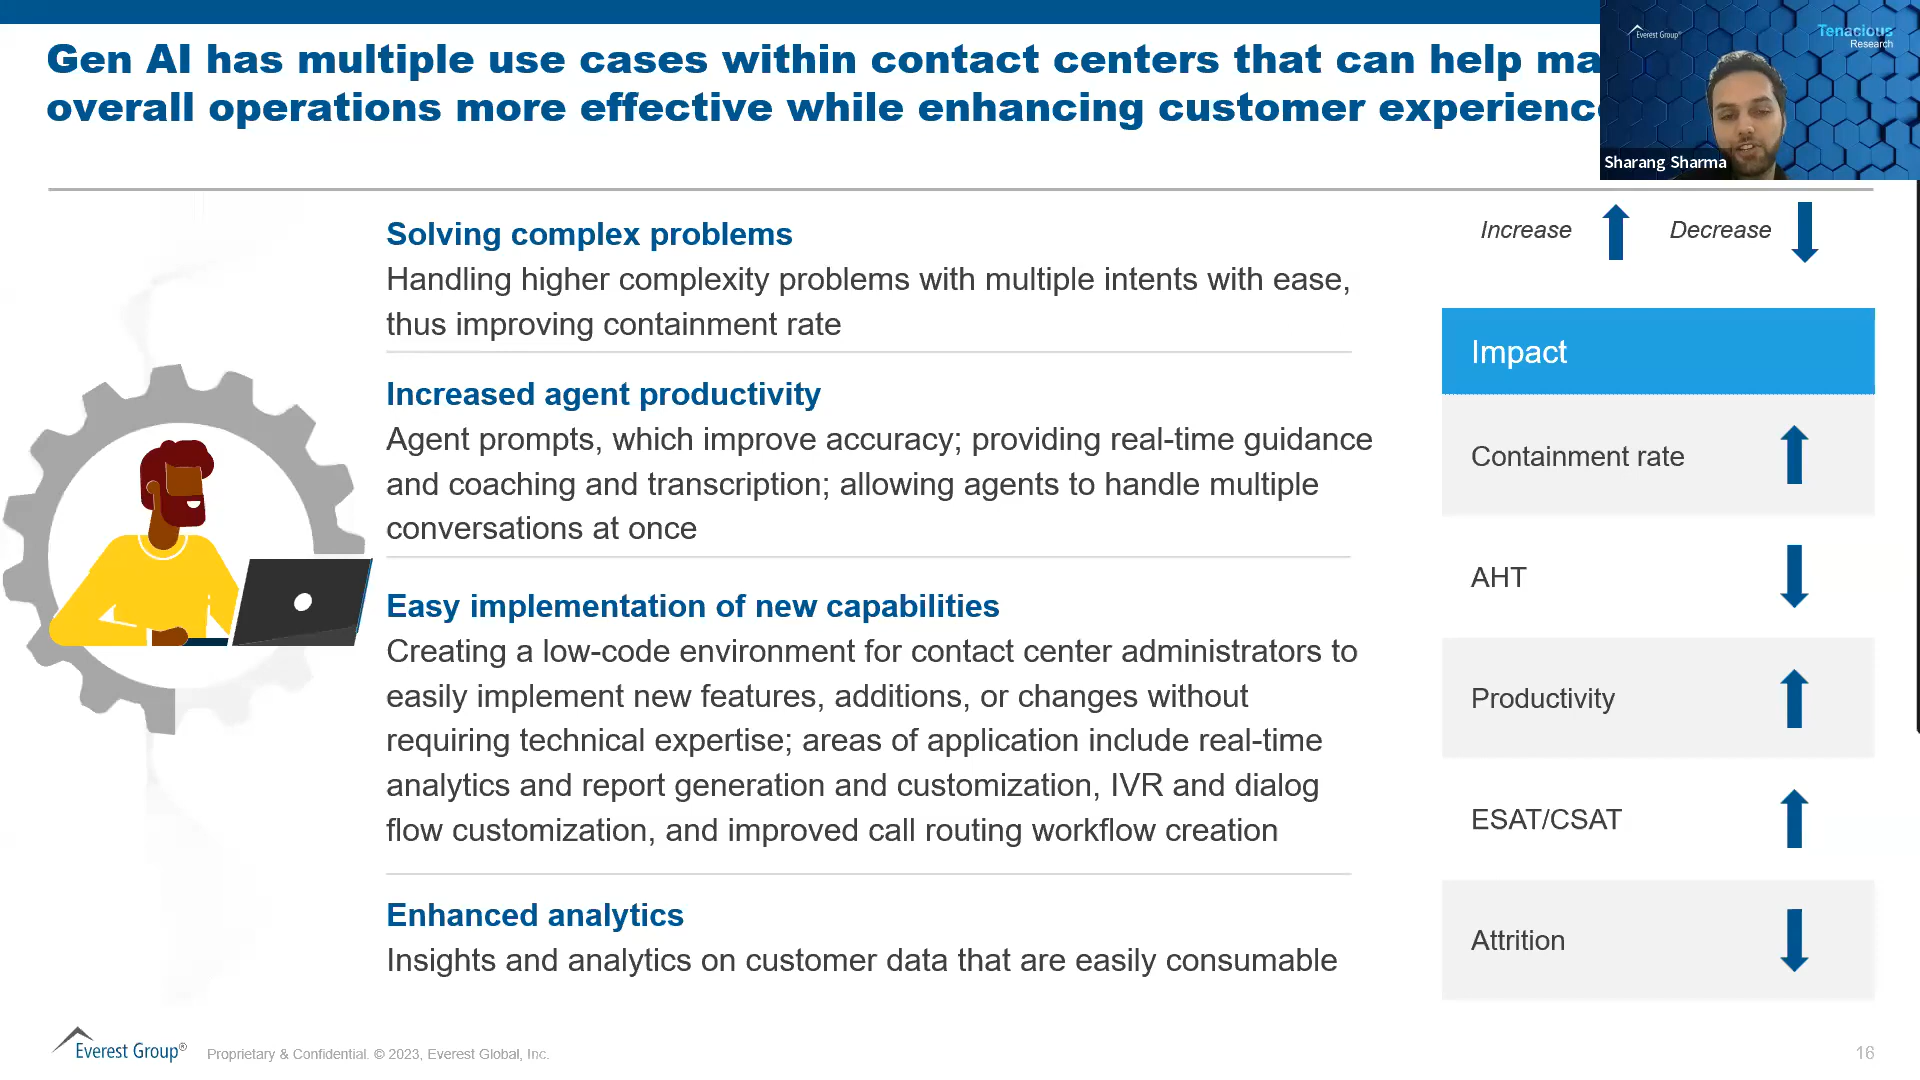 Gen AI has multiple use cases within contact centers that can help
overall operations more effective while enhancing customer
Everest Group
Tenacious
Research
Sharang Sharma
Increase
Decrease
Solving complex problems
Handling higher complexity problems with multiple intents with ease,
thus improving containment rate
Increased agent productivity
Agent prompts, which improve accuracy; providing real-time guidance
and coaching and transcription; allowing agents to handle multiple
conversations at once
Easy implementation of new capabilities
Creating a low-code environment for contact center administrators to
easily implement new features, additions, or changes without
requiring technical expertise; areas of application include real-time
analytics and report generation and customization, IVR and dialog
flow customization, and improved call routing workflow creation
Enhanced analytics
Insights and analytics on customer data that are easily consumable
Impact
Containment rate
AHT
Productivity
ESAT/CSAT
Attrition
Everest Group®
Proprietary & Confidential. © 2023, Everest Global, Inc.
16